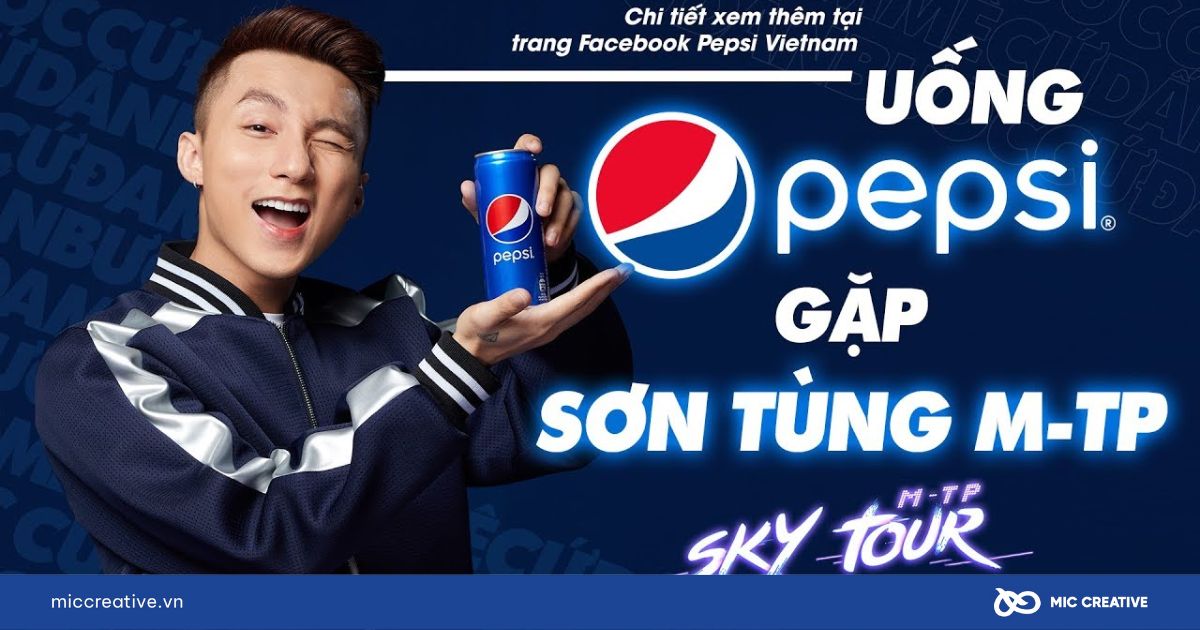 Chi tiết xem thêm tại
trang Facebook Pepsi Vietnam
UỐNG
pepsi®
GẶP
SƠN TÙNG M-TP
M-TP
SKY TOUR
pepsi
miccreative.vn
MIC CREATIVE